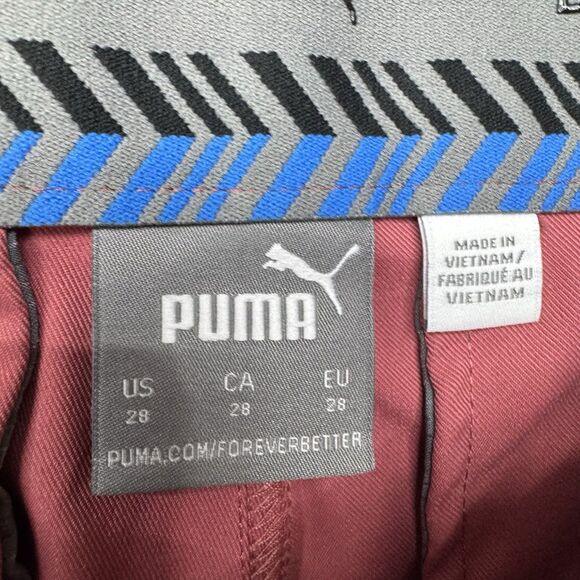 PUMA
US CA EU
28 28 28
PUMA.COM/FOREVERBETTER
MADE IN
VIETNAM/
FABRIQUÉ AU
VIETNAM